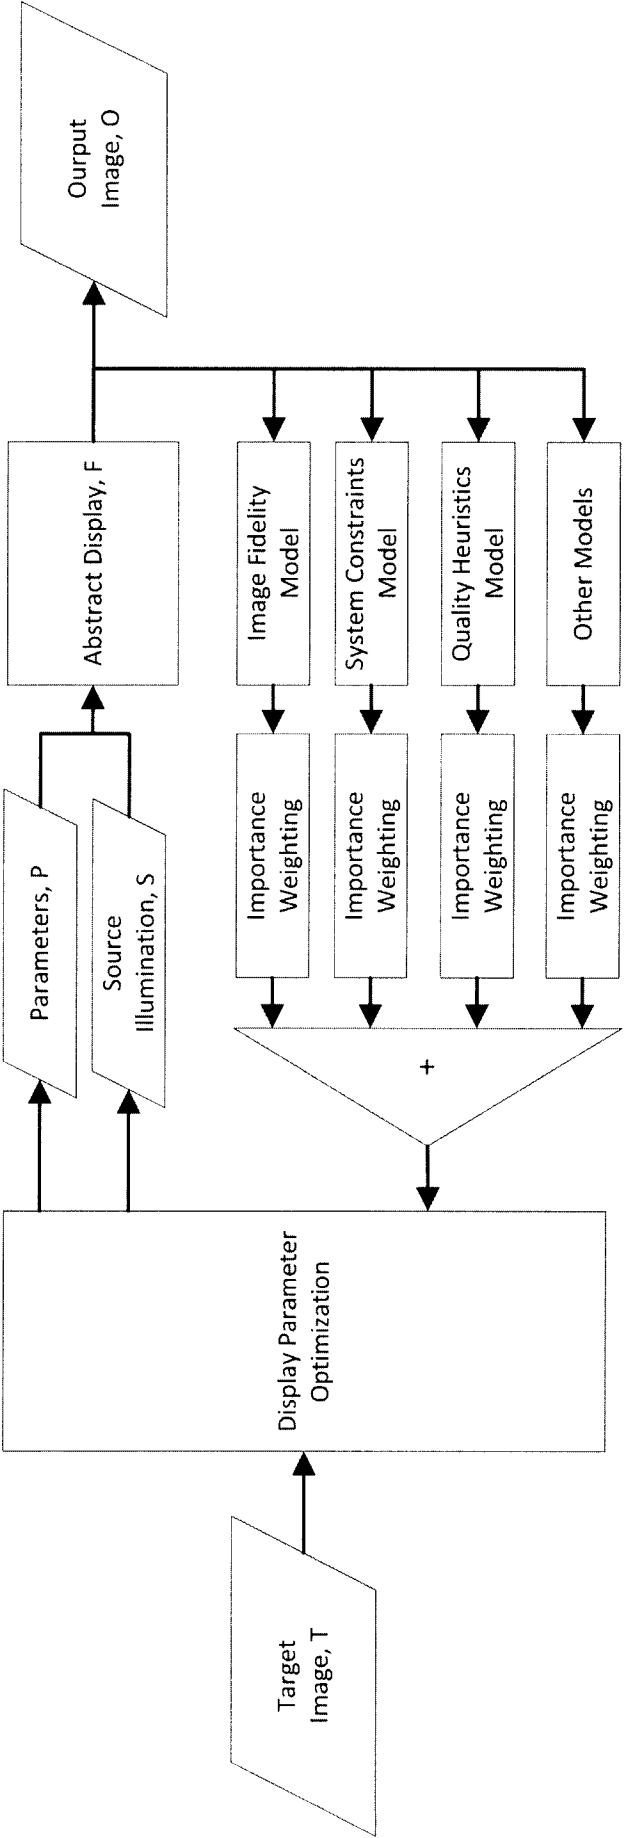 Target
Image, T
Display Parameter
Optimization
Parameters, P
Source
Illumination, S
Abstract Display, F
Ourput
Image, O
+
Importance
Weighting
Image Fidelity
Model
Importance
Weighting
System Constraints
Model
Importance
Weighting
Quality Heuristics
Model
Importance
Weighting
Other Models